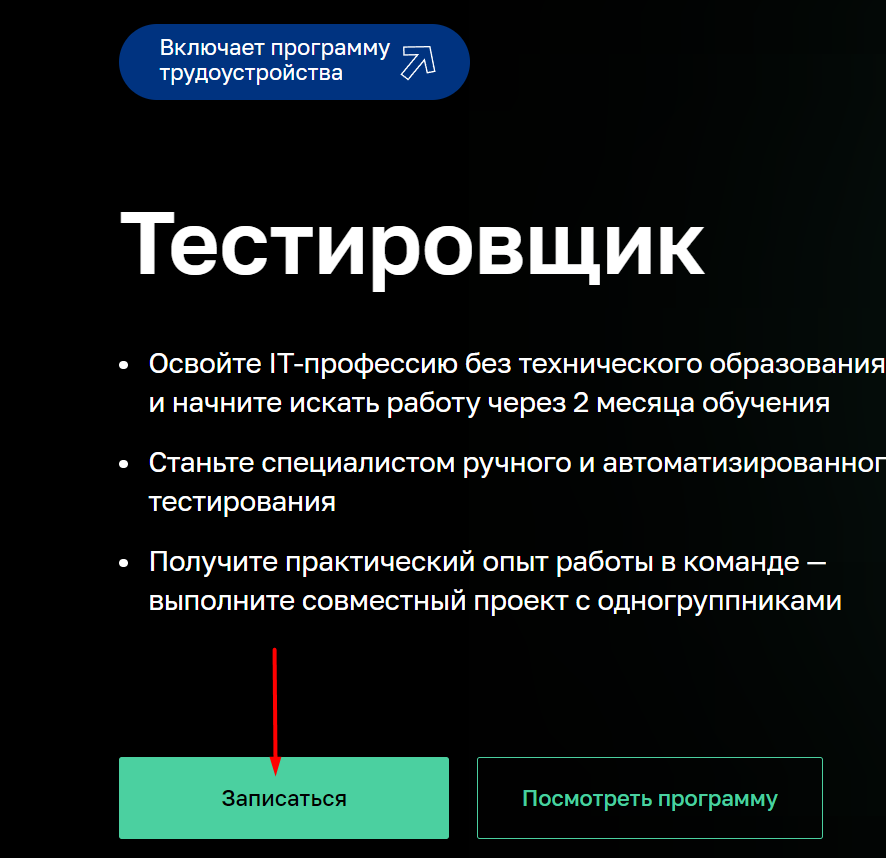 Включает программу
трудоустройства
Тестировщик
• Освойте IT-профессию без технического образования
и начните искать работу через 2 месяца обучения
• Станьте специалистом ручного и автоматизированног
тестирования
• Получите практический опыт работы в команде —
выполните совместный проект с одногруппниками
Записаться
Посмотреть программу